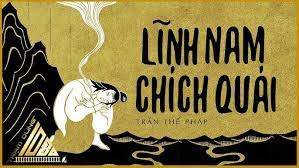 LĨNH NAM
CHÍCH QUÁI
TRẦN THẾ PHÁP